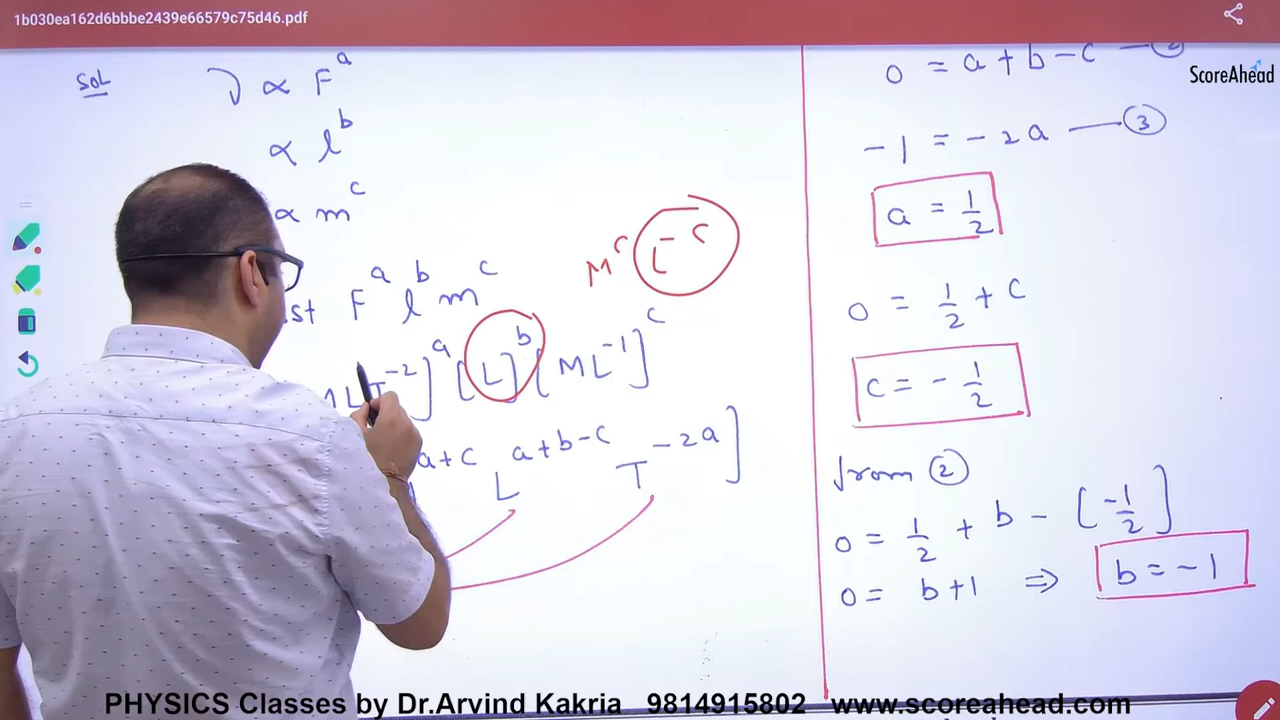 1b030ea162d6bbbe2439e66579c75d46.pdf
ScoreAhead
Sol
ν ∝ F^a
∝ l^b
∝ m^c
F^a l^b m^c
M^c L^-c
T^-2]^a [L]^b [ML^-1]^c
a+c L^a+b-c T^-2a]
0 = a+b-c — ②
-1 = -2a — ③
a = 1/2
0 = 1/2 + c
c = -1/2
from ②
0 = 1/2 + b - [-1/2]
0 = b+1 ⇒ b = -1
PHYSICS Classes by Dr.Arvind Kakria 9814915802 www.scoreahead.com